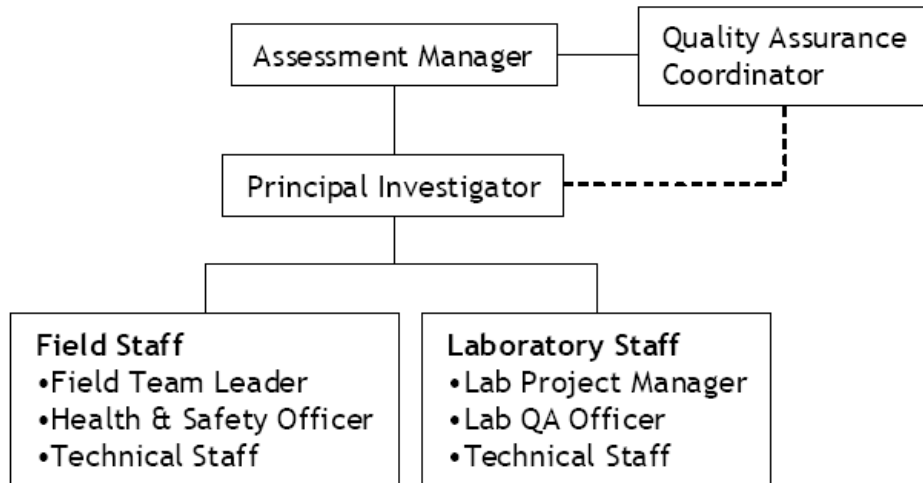 Assessment Manager
Quality Assurance
Coordinator
Principal Investigator
Field Staff
•Field Team Leader
•Health & Safety Officer
•Technical Staff
Laboratory Staff
•Lab Project Manager
•Lab QA Officer
•Technical Staff